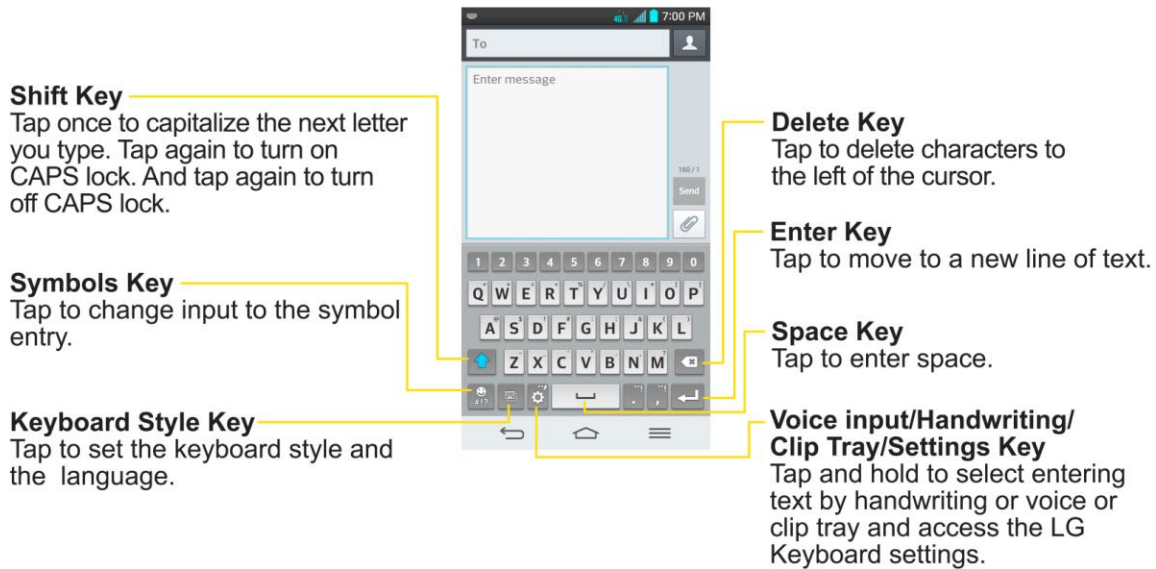 4G LTE 7:00 PM
To
Enter message
160 / 1
Send
1 2 3 4 5 6 7 8 9 0
Q W E R T Y U I O P
A S D F G H J K L
Z X C V B N M
#!? . ,
Shift Key
Tap once to capitalize the next letter
you type. Tap again to turn on
CAPS lock. And tap again to turn
off CAPS lock.
Symbols Key
Tap to change input to the symbol
entry.
Keyboard Style Key
Tap to set the keyboard style and
the  language.
Delete Key
Tap to delete characters to
the left of the cursor.
Enter Key
Tap to move to a new line of text.
Space Key
Tap to enter space.
Voice input/Handwriting/
Clip Tray/Settings Key
Tap and hold to select entering
text by handwriting or voice or
clip tray and access the LG
Keyboard settings.